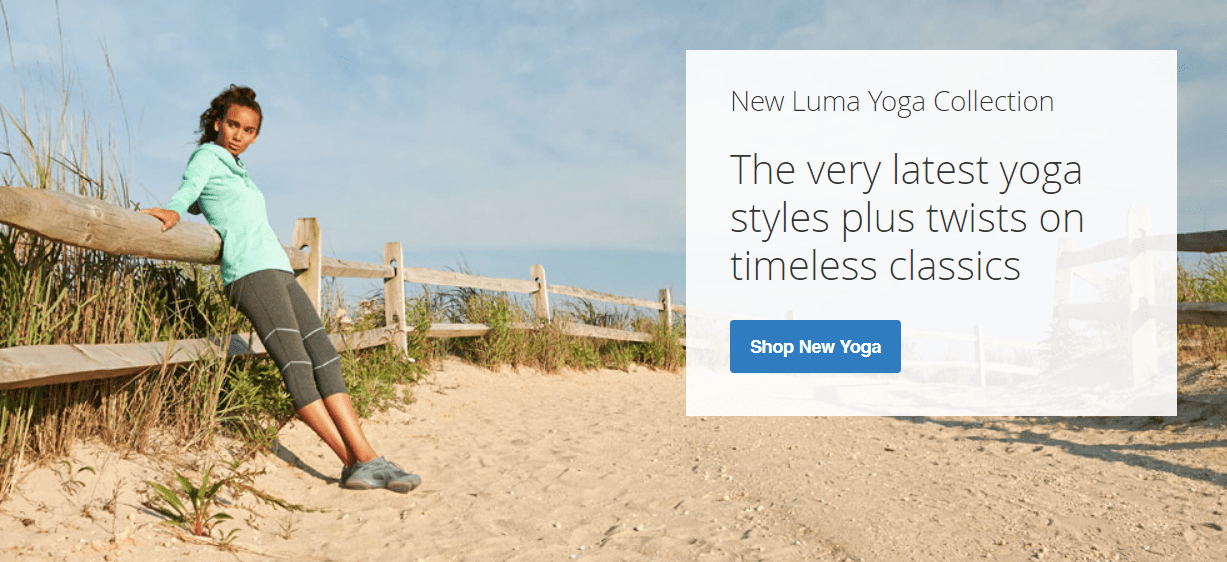 New Luma Yoga Collection
The very latest yoga
styles plus twists on
timeless classics
Shop New Yoga